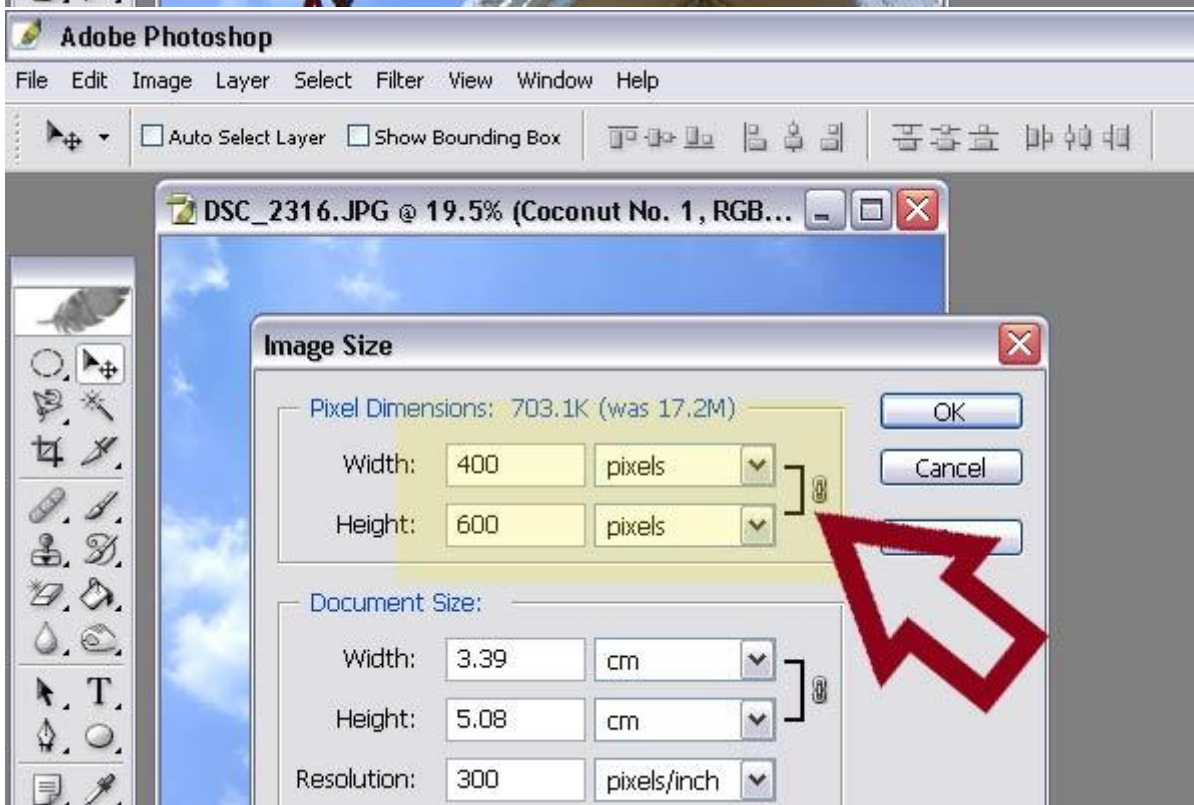 Adobe Photoshop
File Edit Image Layer Select Filter View Window Help
Auto Select Layer Show Bounding Box
DSC_2316.JPG @ 19.5% (Coconut No. 1, RGB...
Image Size
Pixel Dimensions: 703.1K (was 17.2M)
OK
Width: 400 pixels
Cancel
Height: 600 pixels
Document Size:
Width: 3.39 cm
Height: 5.08 cm
T
Resolution: 300 pixels/inch